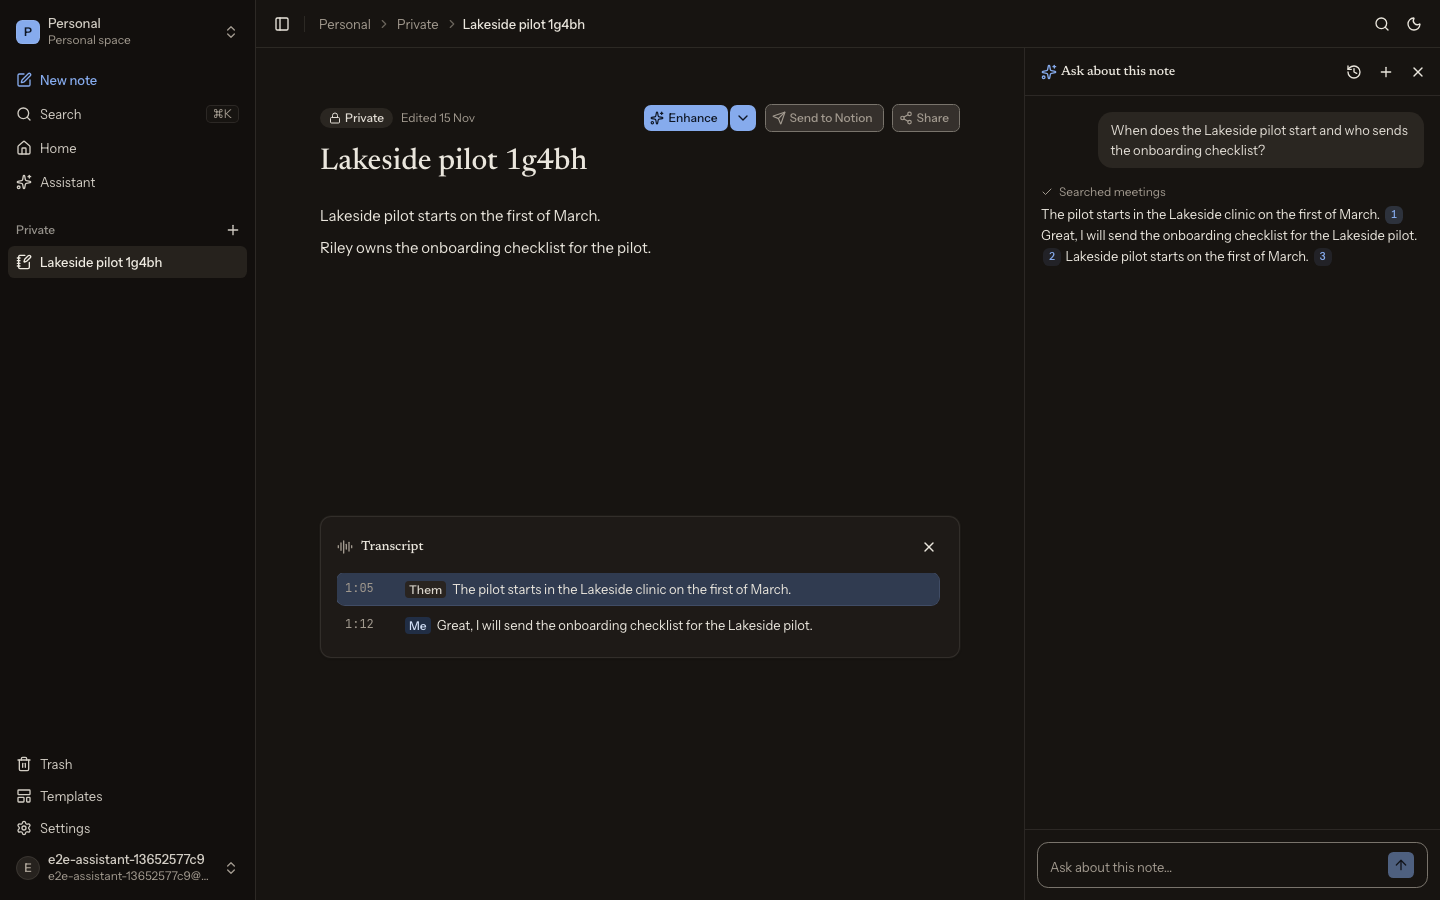 P
Personal
Personal space
New note
Search
⌘K
Home
Assistant
Private
Lakeside pilot 1g4bh
Trash
Templates
Settings
E
e2e-assistant-13652577c9
e2e-assistant-13652577c9@...
Personal > Private > Lakeside pilot 1g4bh
Private
Edited 15 Nov
Enhance
Send to Notion
Share
Lakeside pilot 1g4bh
Lakeside pilot starts on the first of March.
Riley owns the onboarding checklist for the pilot.
Transcript
1:05 Them The pilot starts in the Lakeside clinic on the first of March.
1:12 Me Great, I will send the onboarding checklist for the Lakeside pilot.
Ask about this note
When does the Lakeside pilot start and who sends
the onboarding checklist?
Searched meetings
The pilot starts in the Lakeside clinic on the first of March. 1
Great, I will send the onboarding checklist for the Lakeside pilot.
2 Lakeside pilot starts on the first of March. 3
Ask about this note...